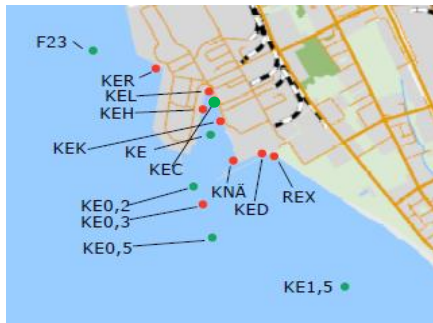 F23
KER
KEL
KEH
KEK
KE
KEC
KNÄ
KED
REX
KE0,2
KE0,3
KE0,5
KE1,5